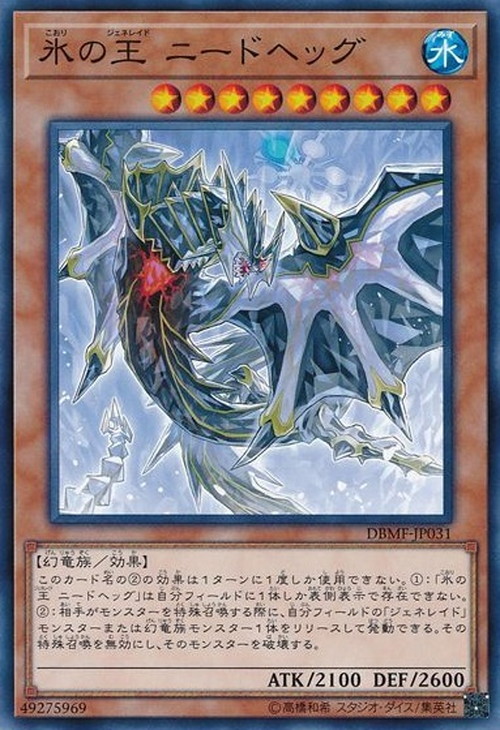 氷の王 ニードヘッグ
こおり ジェネレイド
水
DBMF-JP031
【幻竜族/効果】
このカード名の②の効果は1ターンに1度しか使用できない。①:「氷の
王 ニードヘッグ」は自分フィールドに1体しか表側表示で存在できない。
②:相手がモンスターを特殊召喚する際に、自分フィールドの「ジェネレイド」
モンスターまたは幻竜族モンスター1体をリリースして発動できる。その
特殊召喚を無効にし、そのモンスターを破壊する。
ATK/2100 DEF/2600
49275969 ©高橋和希 スタジオ・ダイス/集英社